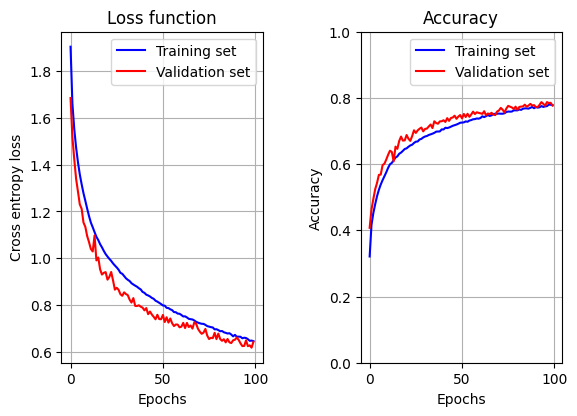 Loss function
Cross entropy loss
1.8
1.6
1.4
1.2
1.0
0.8
0.6
0
50
100
Epochs
Training set
Validation set
Accuracy
Accuracy
1.0
0.8
0.6
0.4
0.2
0.0
0
50
100
Epochs
Training set
Validation set